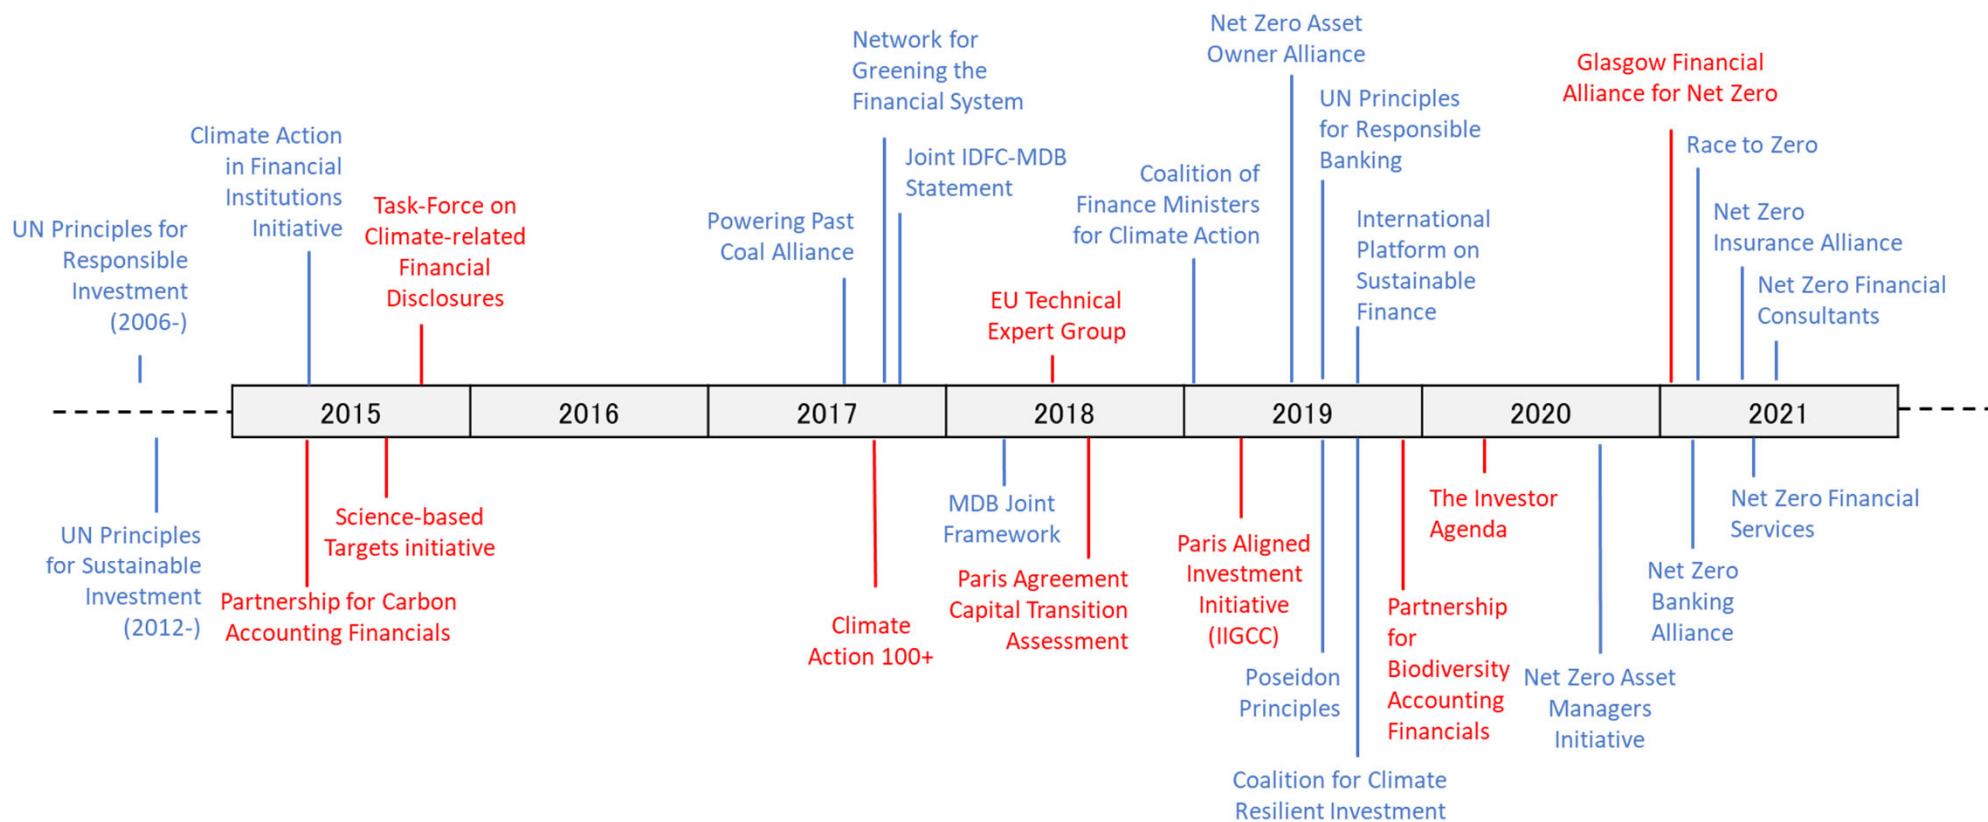 UN Principles for
Responsible
Investment
(2006-)
Climate Action
in Financial
Institutions
Initiative
Task-Force on
Climate-related
Financial
Disclosures
Powering Past
Coal Alliance
Network for
Greening the
Financial System
Joint IDFC-MDB
Statement
EU Technical
Expert Group
Coalition of
Finance Ministers
for Climate Action
Net Zero Asset
Owner Alliance
UN Principles
for Responsible
Banking
International
Platform on
Sustainable
Finance
Glasgow Financial
Alliance for Net Zero
Race to Zero
Net Zero
Insurance Alliance
Net Zero Financial
Consultants
2015
2016
2017
2018
2019
2020
2021
UN Principles
for Sustainable
Investment
(2012-)
Partnership for Carbon
Accounting Financials
Science-based
Targets initiative
Climate
Action 100+
MDB Joint
Framework
Paris Agreement
Capital Transition
Assessment
Paris Aligned
Investment
Initiative
(IIGCC)
Poseidon
Principles
Coalition for Climate
Resilient Investment
Partnership
for
Biodiversity
Accounting
Financials
The Investor
Agenda
Net Zero Asset
Managers
Initiative
Net Zero
Banking
Alliance
Net Zero Financial
Services